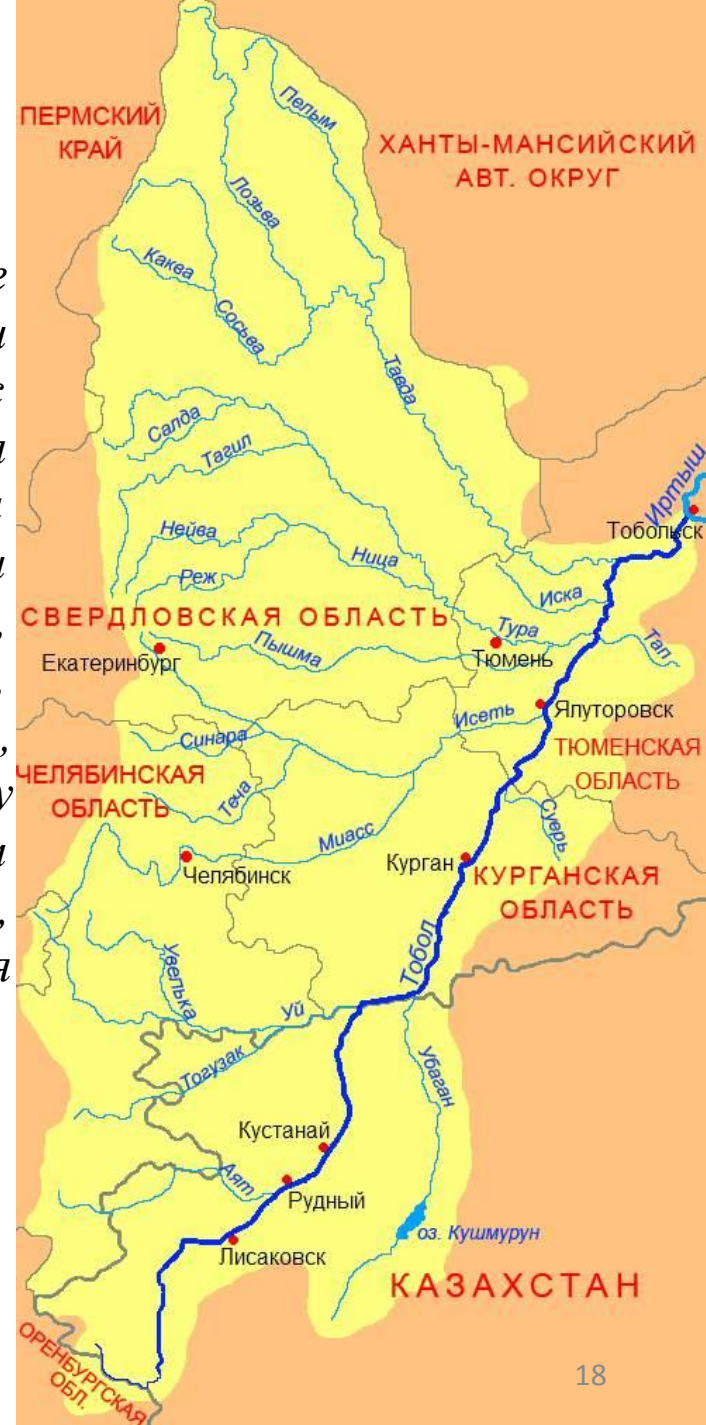 ПЕРМСКИЙ
КРАЙ
ХАНТЫ-МАНСИЙСКИЙ
АВТ. ОКРУГ
Пелым
Лозьва
Каква
Сосьва
Тавда
Салда
Тагил
Иртыш
Тобольск
Нейва
Ница
Реж
Иска
СВЕРДЛОВСКАЯ ОБЛАСТЬ
Тура
Тап
Пышма
Тюмень
Екатеринбург
Исеть
Ялуторовск
Синара
ТЮМЕНСКАЯ
ОБЛАСТЬ
ЧЕЛЯБИНСКАЯ
ОБЛАСТЬ
Теча
Суерь
Миасс
Челябинск
Курган
КУРГАНСКАЯ
ОБЛАСТЬ
Тобол
Увелька
Уй
Тогузак
Убаган
Кустанай
Аят
Рудный
оз. Кушмурун
Лисаковск
КАЗАХСТАН
ОРЕНБУРГСКАЯ
ОБЛ.
18